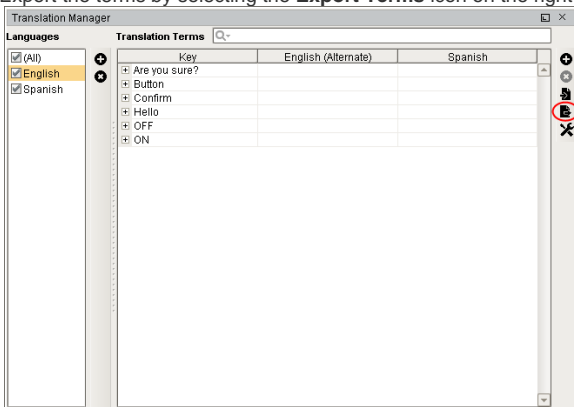 Export the terms by selecting the Export Terms icon on the right
Translation Manager
Languages Translation Terms
(All)
English
Spanish
Key English (Alternate) Spanish
Are you sure?
Button
Confirm
Hello
OFF
ON